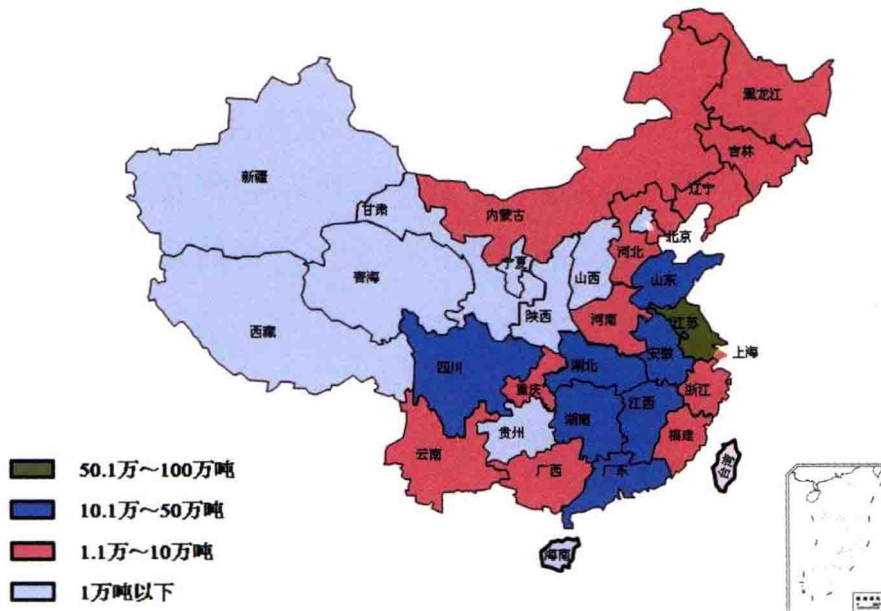 黑龙江
吉林
辽宁
新疆
甘肃
内蒙古
北京
河北
宁夏
山西
山东
青海
陕西
河南
江苏
西藏
上海
安徽
四川
湖北
重庆
浙江
江西
湖南
贵州
福建
云南
广西
广东
台湾
海南
50.1万～100万吨
10.1万～50万吨
1.1万～10万吨
1万吨以下